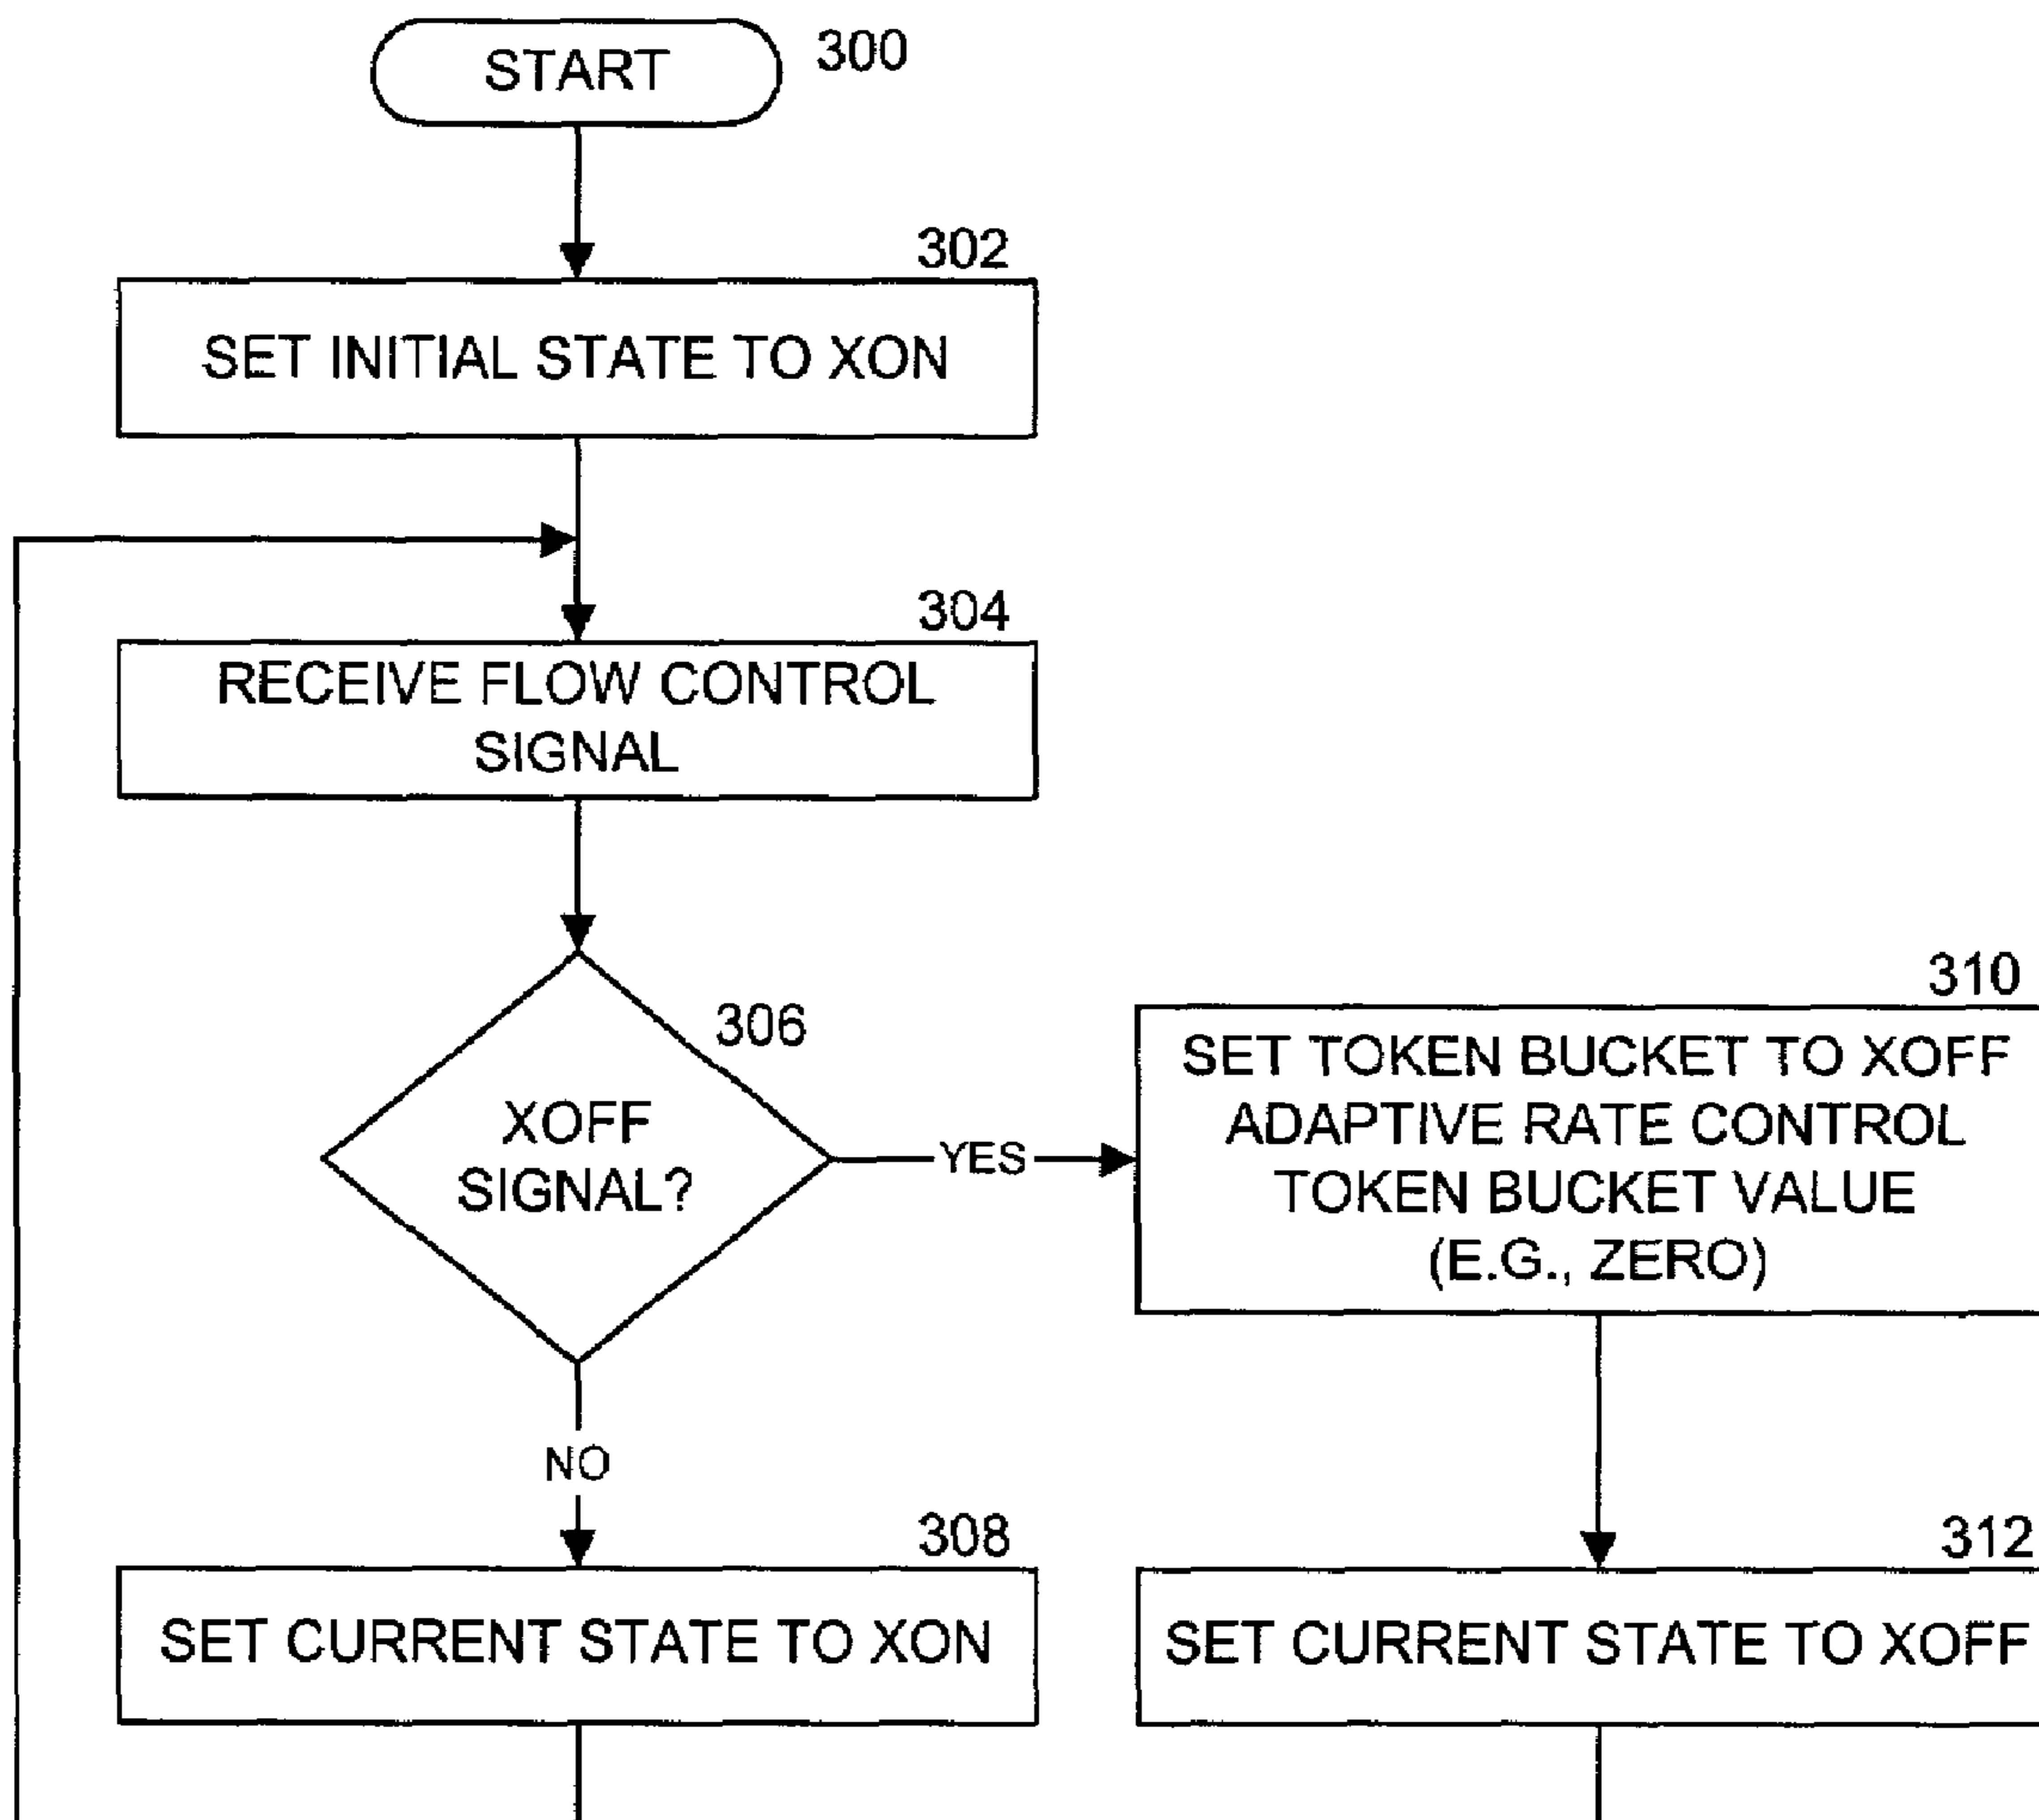 START
300
302
SET INITIAL STATE TO XON
304
RECEIVE FLOW CONTROL
SIGNAL
306
XOFF
SIGNAL?
YES
310
SET TOKEN BUCKET TO XOFF
ADAPTIVE RATE CONTROL
TOKEN BUCKET VALUE
(E.G., ZERO)
NO
308
SET CURRENT STATE TO XON
312
SET CURRENT STATE TO XOFF